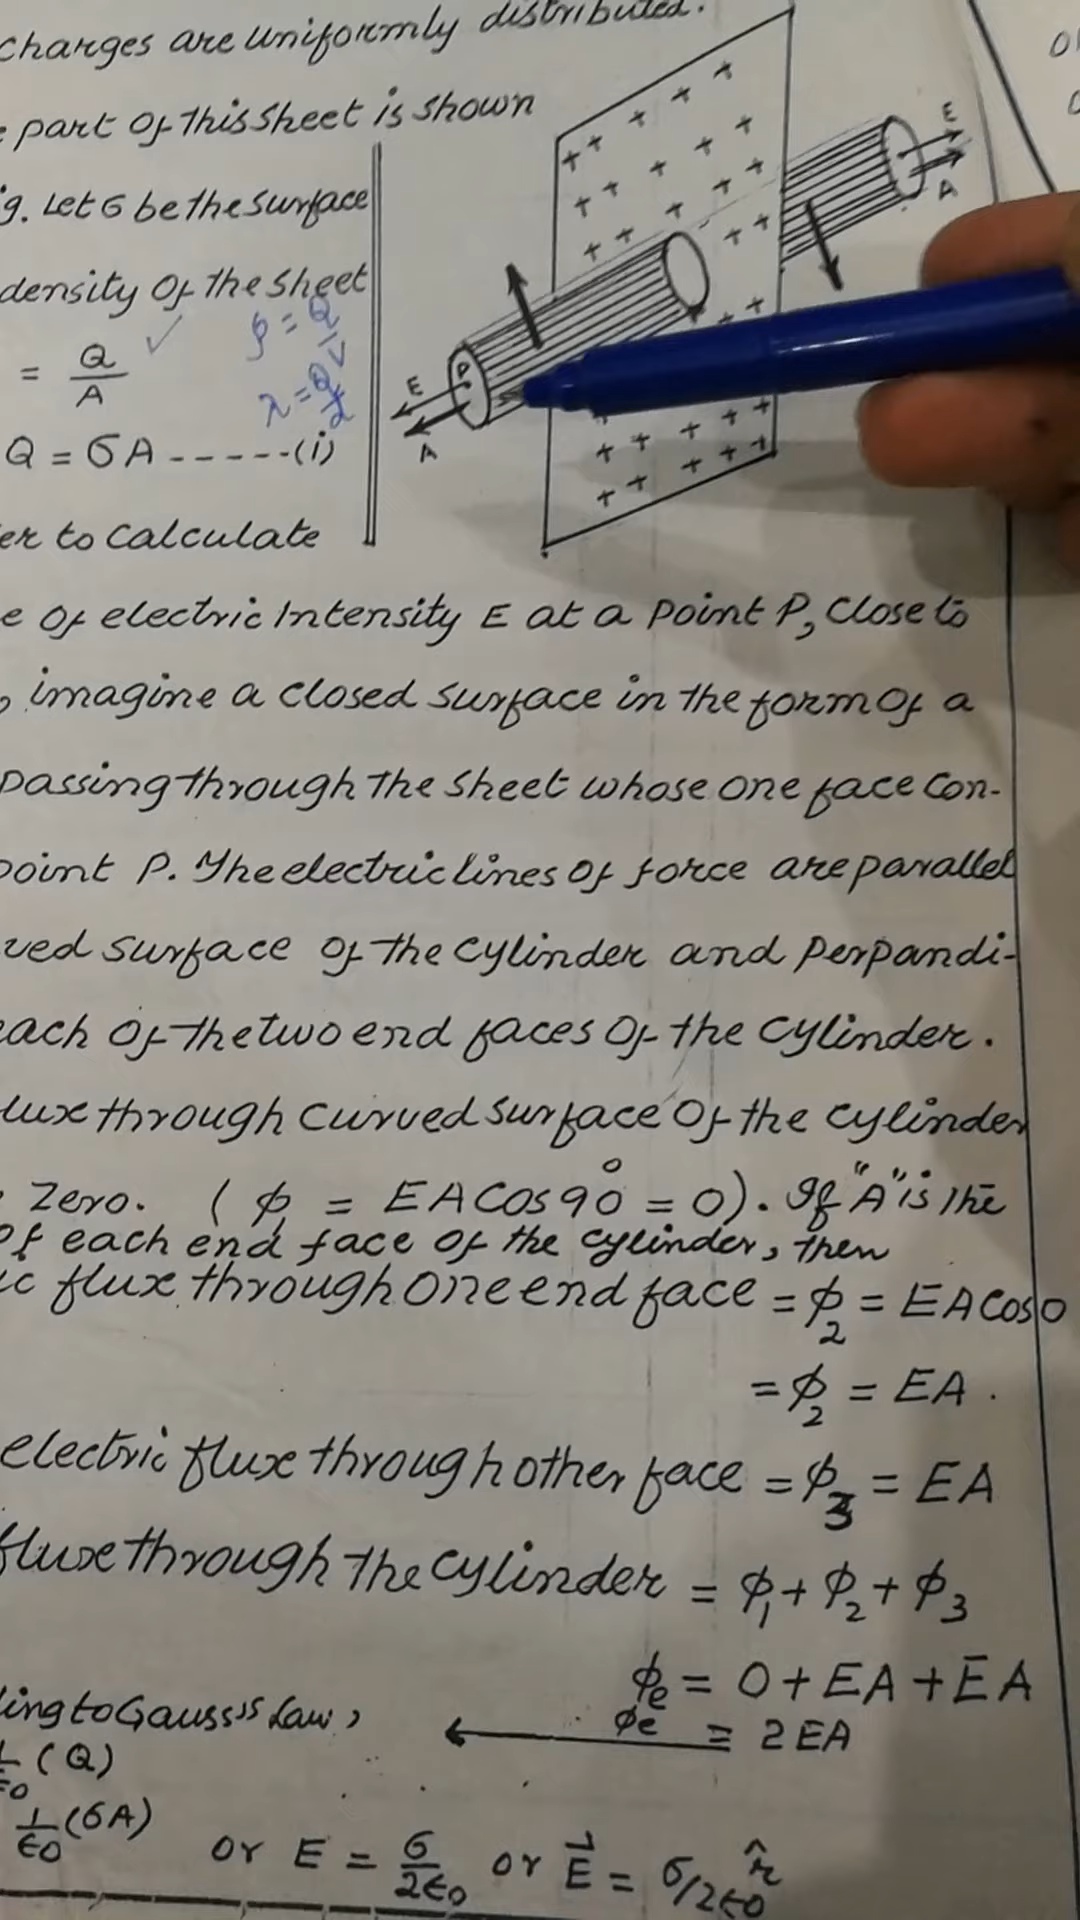 charges are uniformly distributed.
part of this sheet is shown
g. Let σ be the surface
density of the sheet
= Q/A
ρ = Q/V
λ = Q/L
Q = σA ------(i)
er to calculate
e of electric Intensity E at a point P, close to
, imagine a closed surface in the form of a
passing through the sheet whose one face con-
point P. The electric lines of force are parallel
ved surface of the cylinder and perpandi-
each of the two end faces of the cylinder.
lux through curved surface of the cylinder
zero. ( ϕ = EA Cos 90° = 0). If "A" is the
of each end face of the cylinder, then
ic flux through one end face = ϕ₂ = EA Cos 0
= ϕ₂ = EA .
electric flux through other face = ϕ₃ = EA
flux through the cylinder = ϕ₁ + ϕ₂ + ϕ₃
ϕe = 0 + EA + EA
ϕe = 2EA
ling to Gauss's Law,
1/ϵ0 (Q)
1/ϵ0 (σA)
or E = σ/2ϵ0 or E⃗ = σ/2ϵ0 r̂
E
A
P
E
A